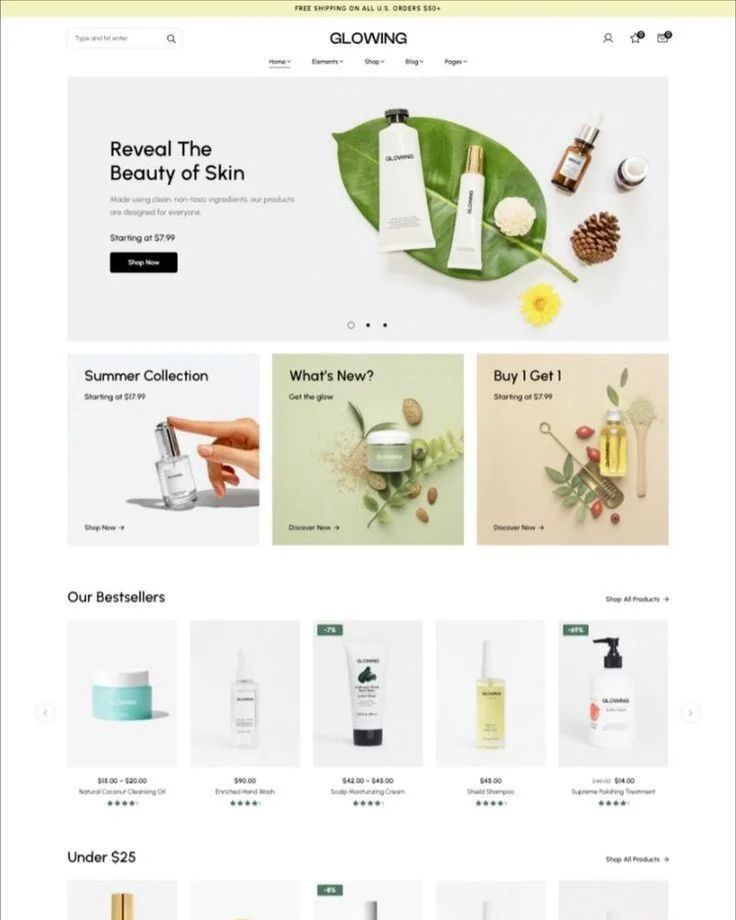 FREE SHIPPING ON ALL U.S. ORDERS $50+
Type and hit enter
GLOWING
0
0
Home
Elements
Shop
Blog
Pages
Reveal The
Beauty of Skin
Made using clean, non-toxic ingredients, our products
are designed for everyone.
Starting at $7.99
Shop Now
GLOWING
GLOWING
Summer Collection
Starting at $17.99
Shop Now →
What's New?
Get the glow
GLOWING
Discover Now →
Buy 1 Get 1
Starting at $7.99
GLOWING
Discover Now →
Our Bestsellers
Shop All Products →
GLOWING
GLOWING
-7%
GLOWING
GLOWING
-69%
GLOWING
$15.00 – $20.00
Natural Coconut Cleansing Oil
$90.00
Enriched Hand Wash
$42.00 – $45.00
Scalp Moisturizing Cream
$45.00
Shield Shampoo
$14.00
Supreme Polishing Treatment
Under $25
Shop All Products →
-8%